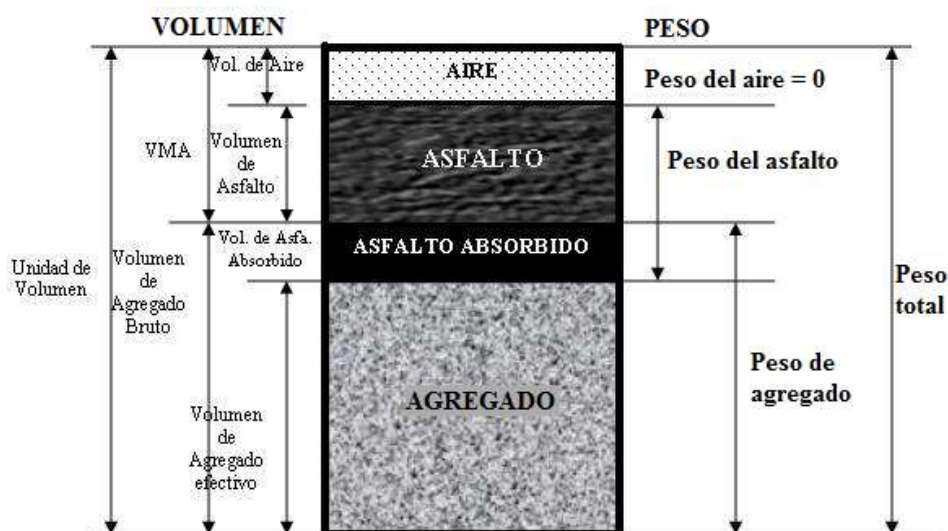 VOLUMEN
PESO
Vol. de Aire
AIRE
Peso del aire = 0
VMA
Volumen
de
Asfalto
ASFALTO
Peso del asfalto
Vol. de Asfa.
Absorbido
ASFALTO ABSORBIDO
Unidad de
Volumen
Volumen
de
Agregado
Bruto
Peso
total
Volumen
de
Agregado
efectivo
AGREGADO
Peso de
agregado